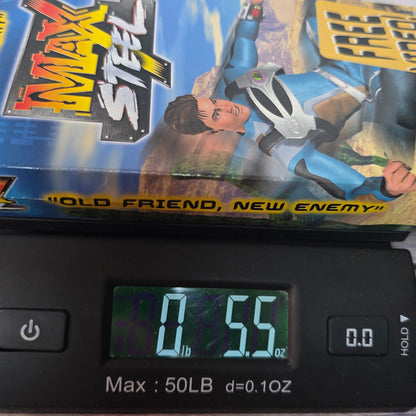 MAX
STEEL
FREE
"OLD FRIEND, NEW ENEMY"
0 lb 5.5 oz
0.0
HOLD ▼
Max : 50LB d=0.1OZ